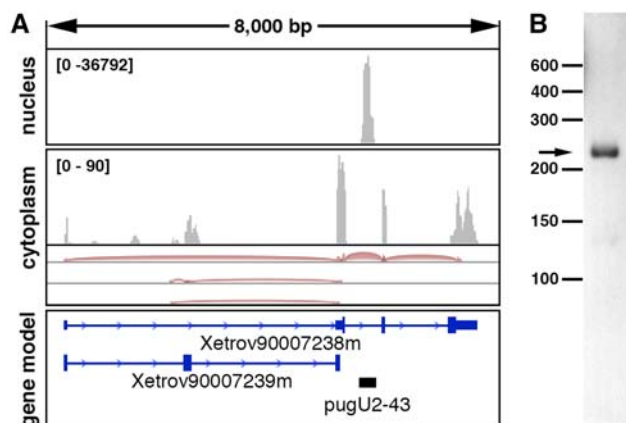 A
8,000 bp
B
nucleus
[0 -36792]
cytoplasm
[0 - 90]
gene model
Xetrov90007238m
Xetrov90007239m
pugU2-43
600
400
300
200
150
100